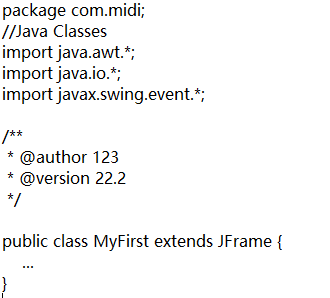 package com.midi;
//Java Classes
import java.awt.*;
import java.io.*;
import javax.swing.event.*;
/**
* @author 123
* @version 22.2
*/
public class MyFirst extends JFrame {
...
}